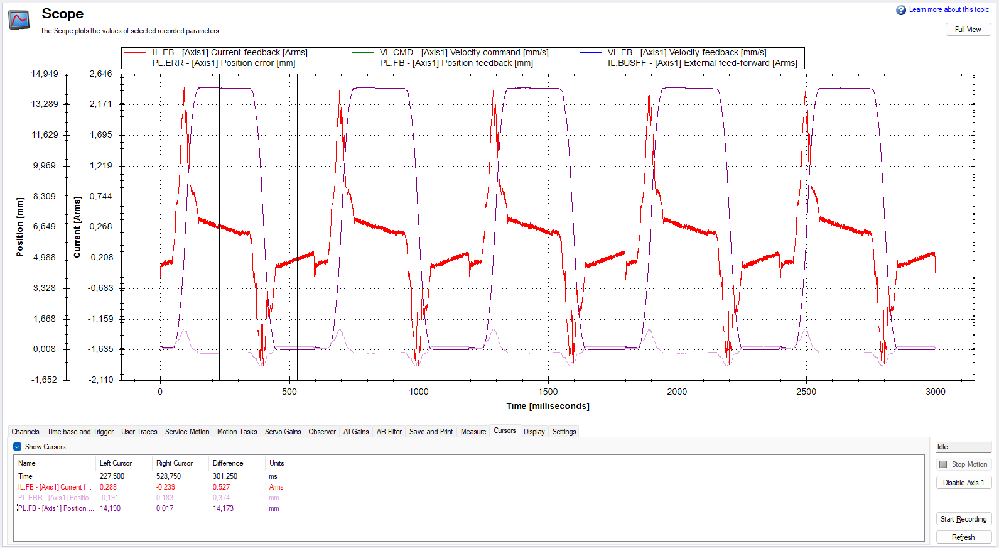 Scope
Learn more about this topic
The Scope plots the values of selected recorded parameters.
Full View
IL.FB - [Axis1] Current feedback [Arms] VL.CMD - [Axis1] Velocity command [mm/s] VL.FB - [Axis1] Velocity feedback [mm/s]
PL.ERR - [Axis1] Position error [mm] PL.FB - [Axis1] Position feedback [mm] IL.BUSFF - [Axis1] External feed-forward [Arms]
14,949 2,646
13,289 2,171
11,629 1,695
9,969 1,219
8,309 0,744
6,649 0,268
4,988 -0,208
3,328 -0,683
1,668 -1,159
0,008 -1,635
-1,652 -2,110
Position [mm]
Current [Arms]
0 500 1000 1500 2000 2500 3000
Time [milliseconds]
Channels Time-base and Trigger User Traces Service Motion Motion Tasks Servo Gains Observer All Gains AR Filter Save and Print Measure Cursors Display Settings
Show Cursors
Name Left Cursor Right Cursor Difference Units
Time 227,500 528,750 301,250 ms
IL.FB - [Axis1] Current f... 0,288 -0,239 0,527 Arms
PL.ERR - [Axis1] Positio... -0,191 0,183 0,374 mm
PL.FB - [Axis1] Position ... 14,190 0,017 14,173 mm
Idle
Stop Motion
Disable Axis 1
Start Recording
Refresh